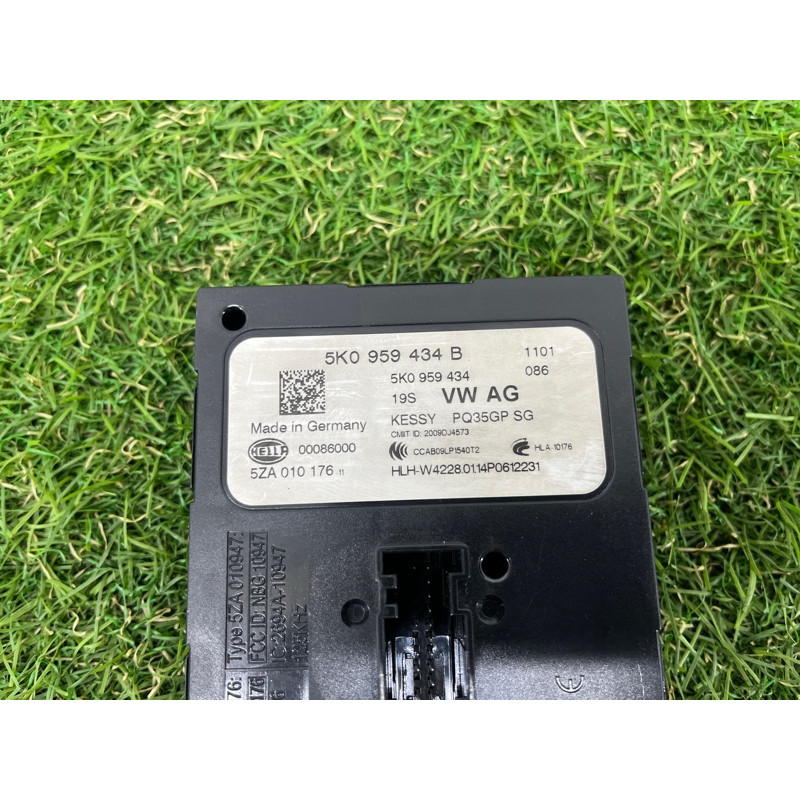 5K0 959 434 B
1101
086
5K0 959 434
19S VW AG
Made in Germany
KESSY PQ35GP SG
CMIIT ID: 2009DJ4573
HELLA 00086000
CCAB09LP1540T2
HLA-10176
5ZA 010 176 11
HLH-W4228.01.14P0612231
Type 5ZA 010947
FCC ID: NBG 10947
IC: 2694A-10947